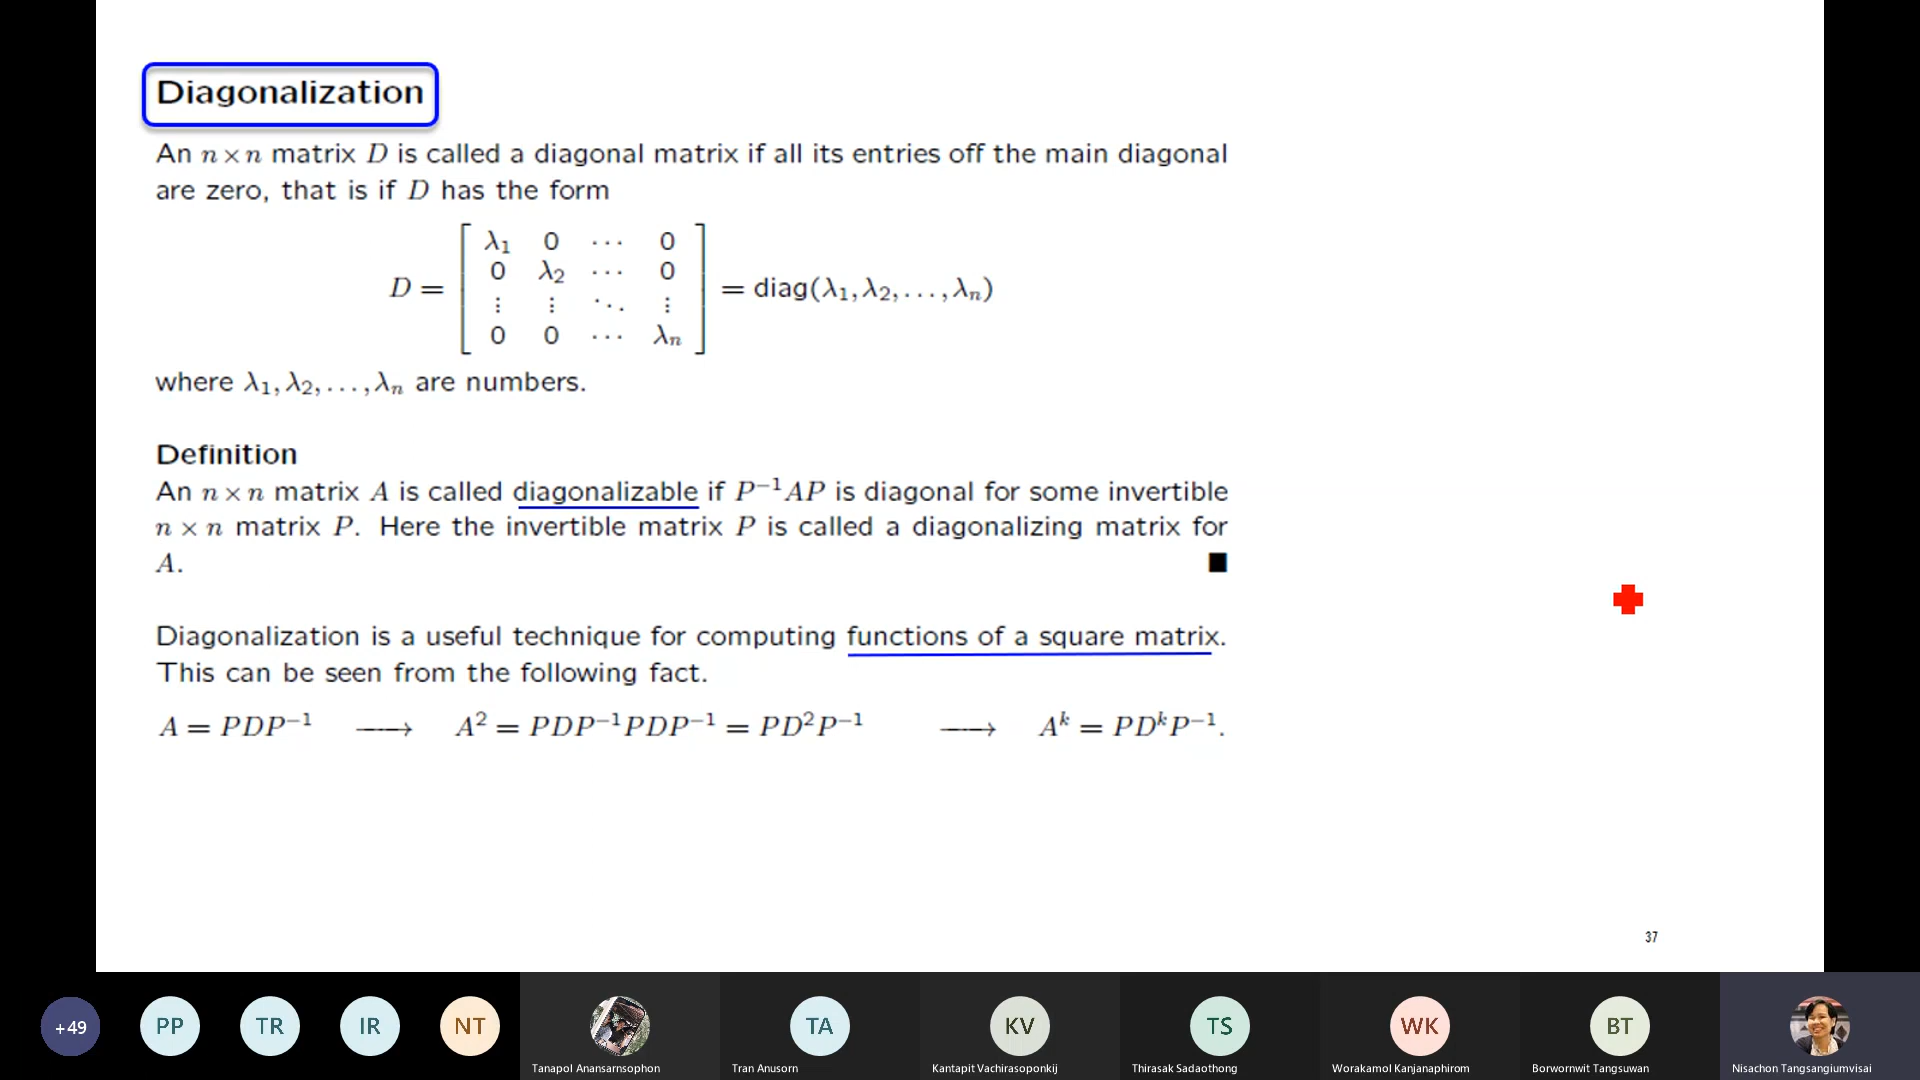 Diagonalization
An n × n matrix D is called a diagonal matrix if all its entries off the main diagonal
are zero, that is if D has the form
D = [ λ₁ 0 ⋯ 0
0 λ₂ ⋯ 0
⋮ ⋮ ⋱ ⋮
0 0 ⋯ λₙ ] = diag(λ₁, λ₂, . . . , λₙ)
where λ₁, λ₂, . . . , λₙ are numbers.
Definition
An n × n matrix A is called diagonalizable if P⁻¹AP is diagonal for some invertible
n × n matrix P. Here the invertible matrix P is called a diagonalizing matrix for
A. ■
Diagonalization is a useful technique for computing functions of a square matrix.
This can be seen from the following fact.
A = PDP⁻¹ ⟶ A² = PDP⁻¹PDP⁻¹ = PD²P⁻¹ ⟶ Aᵏ = PDᵏP⁻¹.
37
+49 PP TR IR NT TA KV TS WK BT
Tanapol Anansarnsophon Tran Anusorn Kantapit Vachirasoponkij Thirasak Sadaothong Worakamol Kanjanaphirom Borwornwit Tangsuwan Nisachon Tangsangiumvisai